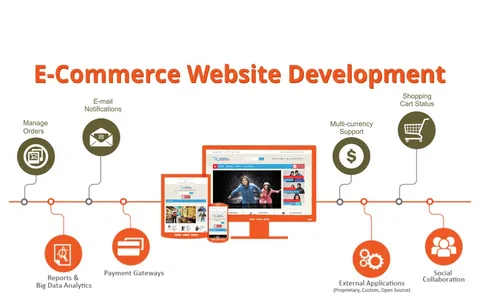 E-Commerce Website Development
Shopping
Cart Status
E-mail
Notifications
Manage
Orders
Multi-currency
Support
$
Reports &
Big Data Analytics
Payment Gateways
External Applications
(Proprietary, Custom, Open Source)
Social
Collaboration